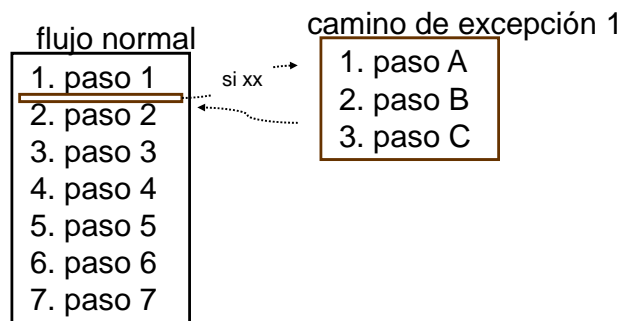 flujo normal
1. paso 1
2. paso 2
3. paso 3
4. paso 4
5. paso 5
6. paso 6
7. paso 7
si xx
camino de excepción 1
1. paso A
2. paso B
3. paso C